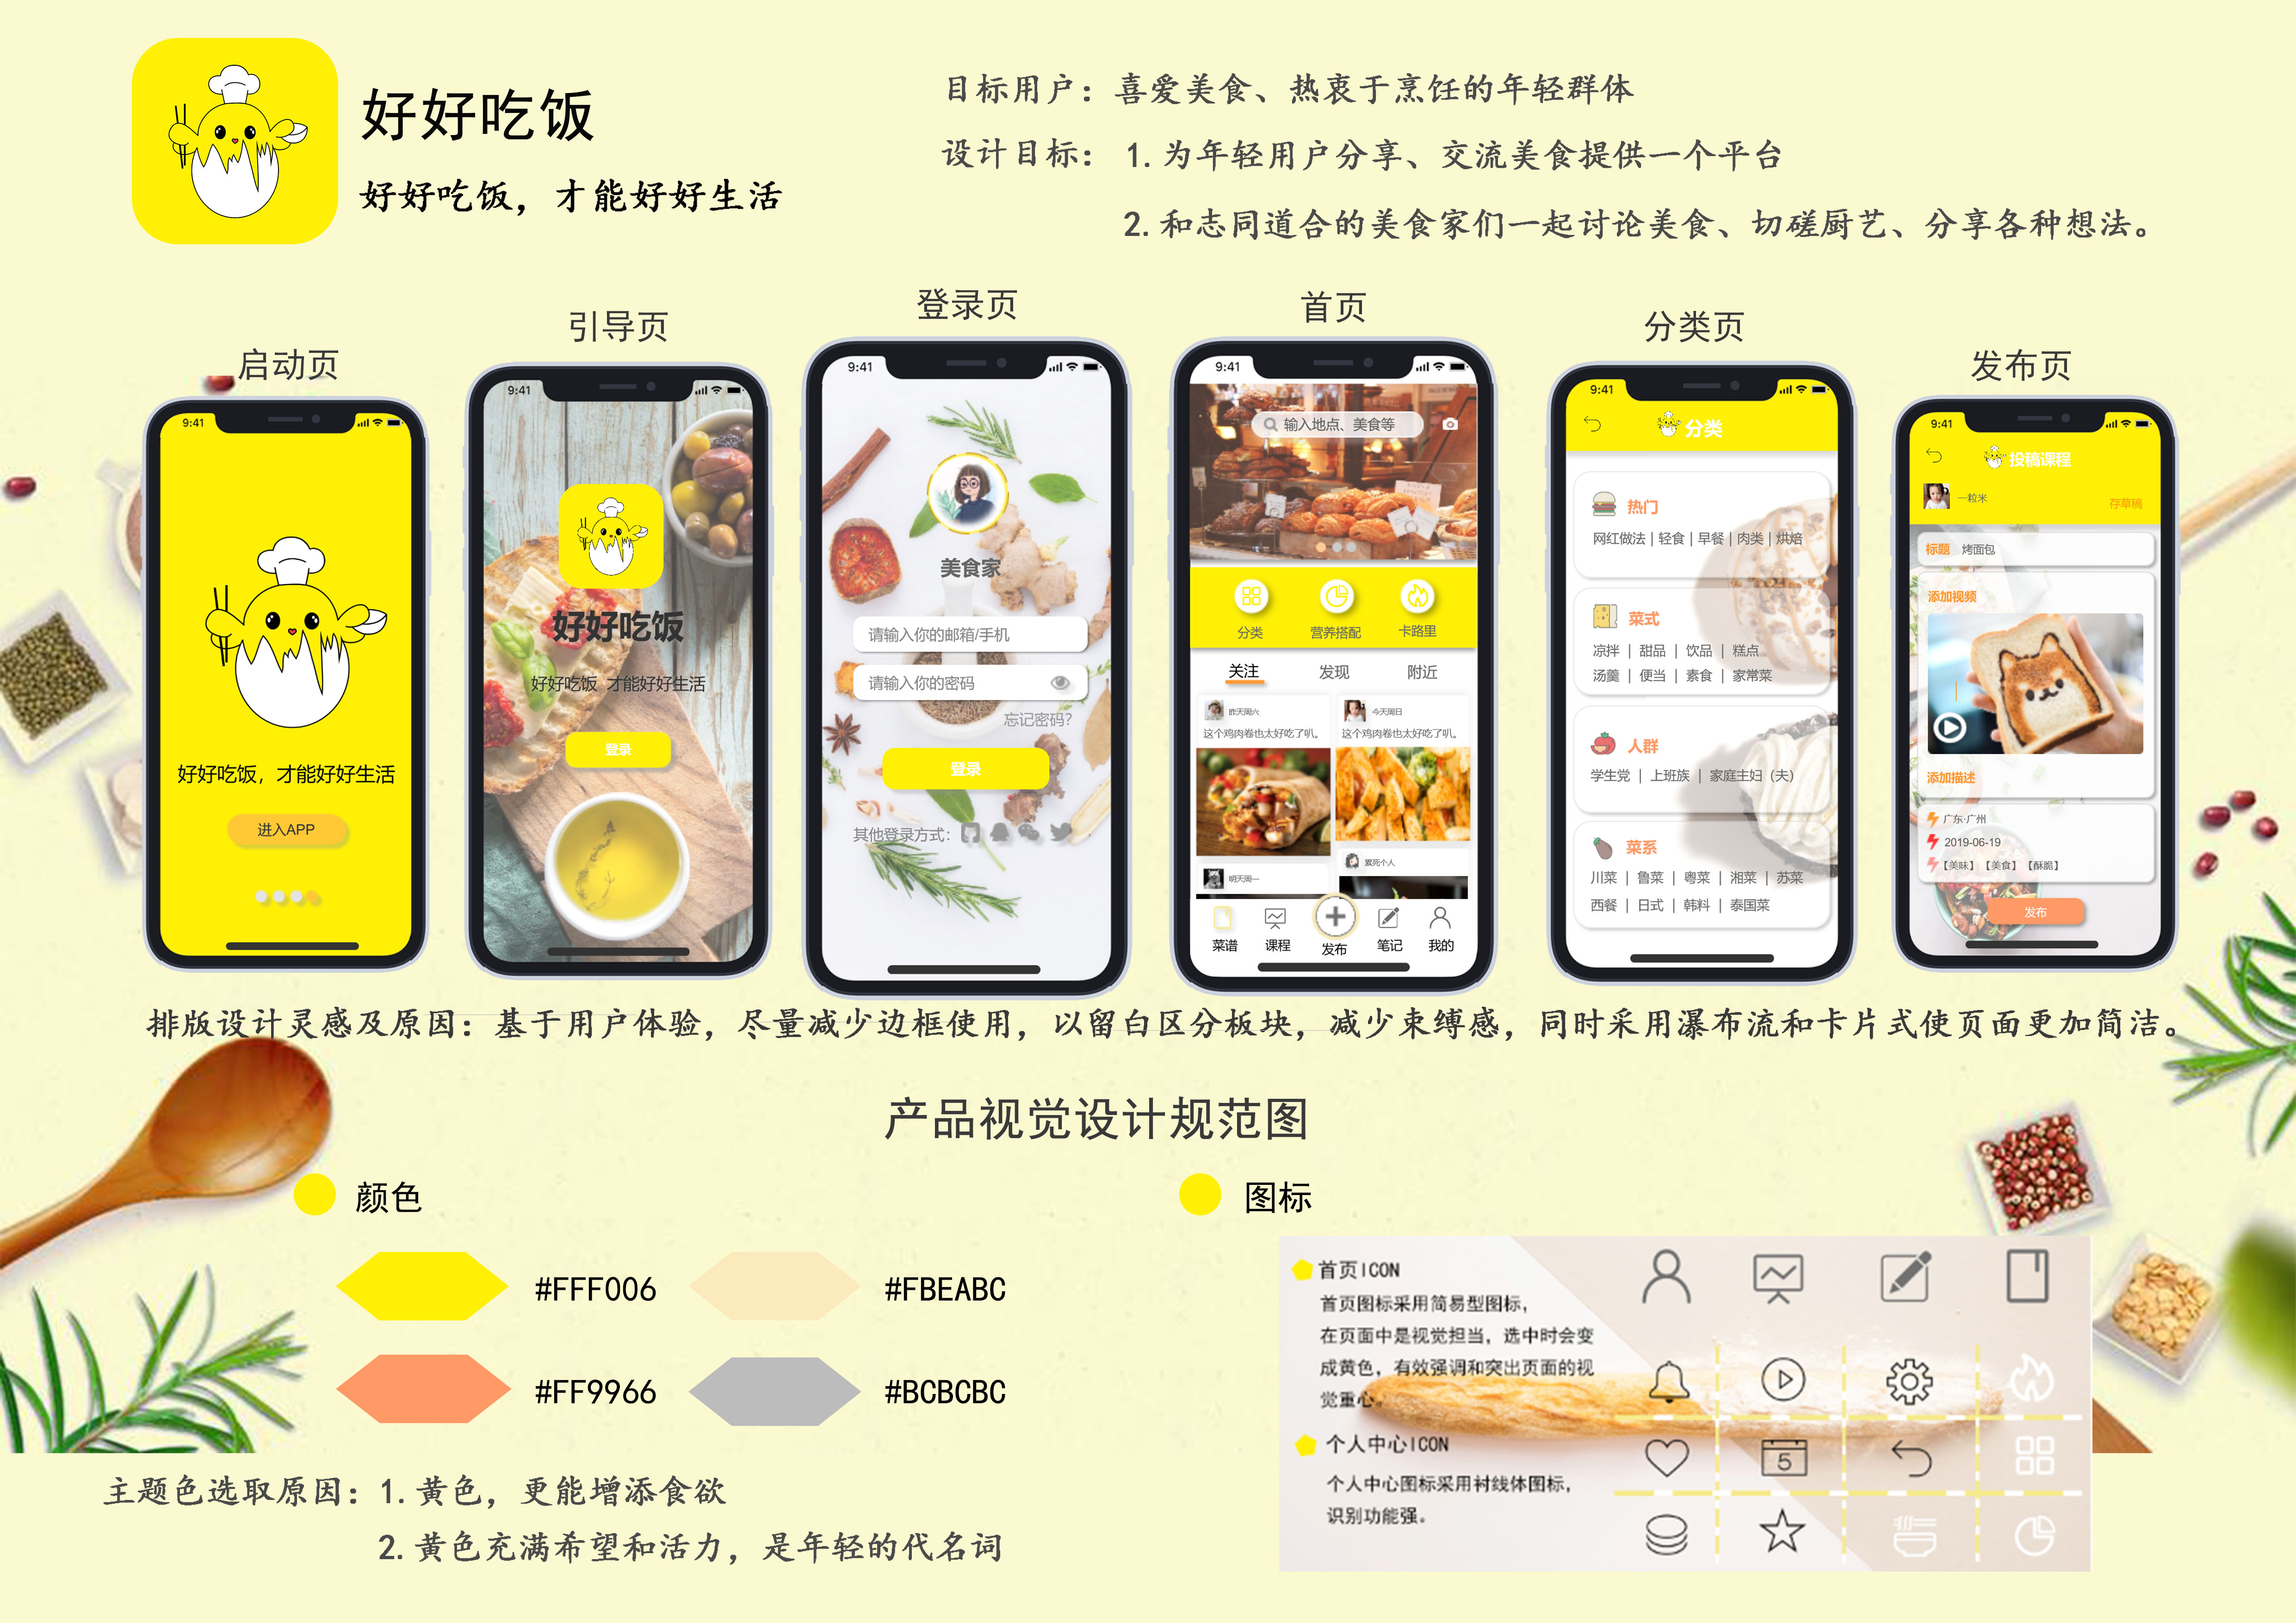 好好吃饭
好好吃饭，才能好好生活
目标用户：喜爱美食、热衷于烹饪的年轻群体
设计目标： 1.为年轻用户分享、交流美食提供一个平台
2.和志同道合的美食家们一起讨论美食、切磋厨艺、分享各种想法。
启动页
引导页
登录页
首页
分类页
发布页
9:41
好好吃饭，才能好好生活
进入APP
9:41
好好吃饭
好好吃饭 才能好好生活
登录
9:41
美食家
请输入你的邮箱/手机
请输入你的密码
忘记密码?
登录
其他登录方式：
9:41
输入地点、美食等
分类
营养搭配
卡路里
关注
发现
附近
昨天周六
这个鸡肉卷也太好吃了叭。
今天周日
这个鸡肉卷也太好吃了叭。
明天周一
累死个人
菜谱
课程
发布
笔记
我的
9:41
分类
热门
网红做法 | 轻食 | 早餐 | 肉类 | 烘焙
菜式
凉拌 | 甜品 | 饮品 | 糕点
汤羹 | 便当 | 素食 | 家常菜
人群
学生党 | 上班族 | 家庭主妇（夫）
菜系
川菜 | 鲁菜 | 粤菜 | 湘菜 | 苏菜
西餐 | 日式 | 韩料 | 泰国菜
9:41
投稿课程
一粒米
存草稿
标题 烤面包
添加视频
添加描述
广东·广州
2019-06-19
【美味】【美食】【酥脆】
发布
排版设计灵感及原因：基于用户体验，尽量减少边框使用，以留白区分板块，减少束缚感，同时采用瀑布流和卡片式使页面更加简洁。
产品视觉设计规范图
颜色
#FFF006
#FBEABC
#FF9966
#BCBCBC
主题色选取原因：1.黄色，更能增添食欲
2.黄色充满希望和活力，是年轻的代名词
图标
首页ICON
首页图标采用简易型图标，
在页面中是视觉担当，选中时会变
成黄色，有效强调和突出页面的视
觉重心。
个人中心ICON
个人中心图标采用衬线体图标，
识别功能强。
5